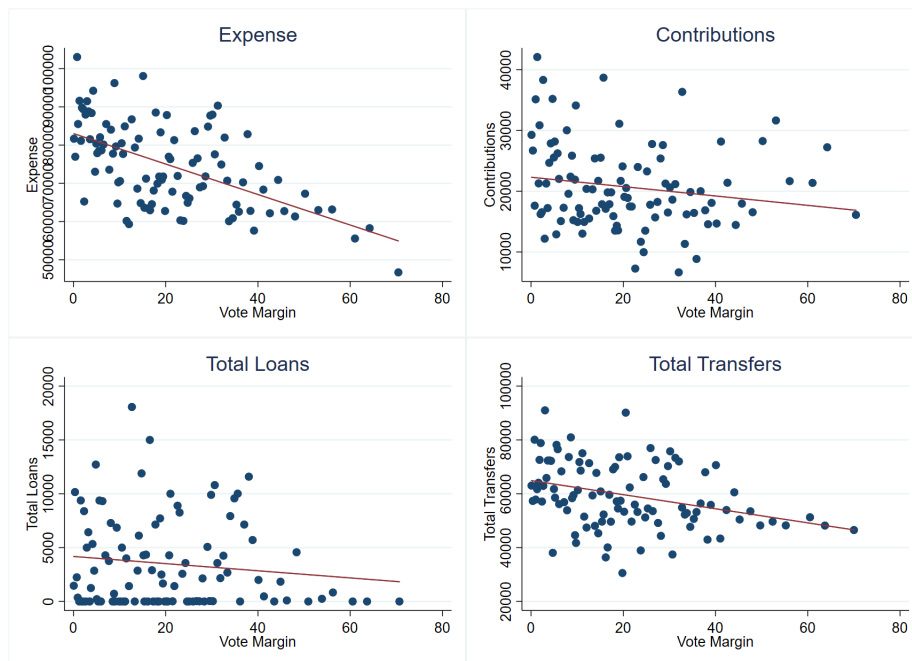 Expense
Expense
50000 60000 70000 80000 90000 100000
0 20 40 60 80
Vote Margin
Contributions
Contributions
10000 20000 30000 40000
0 20 40 60 80
Vote Margin
Total Loans
Total Loans
0 5000 10000 15000 20000
0 20 40 60 80
Vote Margin
Total Transfers
Total Transfers
20000 40000 60000 80000 100000
0 20 40 60 80
Vote Margin